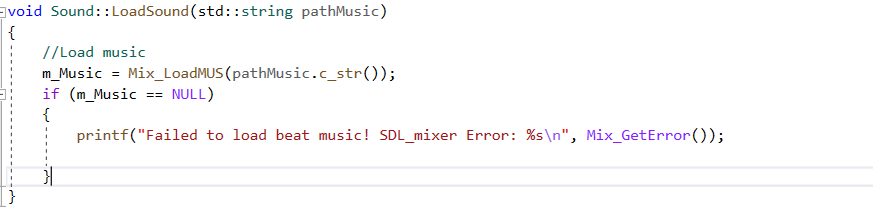 void Sound::LoadSound(std::string pathMusic)
{
//Load music
m_Music = Mix_LoadMUS(pathMusic.c_str());
if (m_Music == NULL)
{
printf("Failed to load beat music! SDL_mixer Error: %s\n", Mix_GetError());
}
}